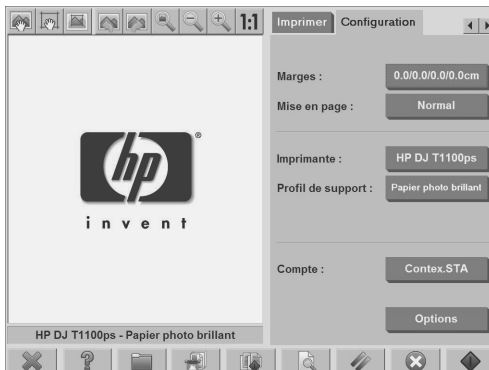 1:1
Imprimer Configuration
Marges : 0.0/0.0/0.0/0.0cm
Mise en page : Normal
hp ®
invent
Imprimante : HP DJ T1100ps
Profil de support : Papier photo brillant
Compte : Contex.STA
Options
HP DJ T1100ps - Papier photo brillant
?